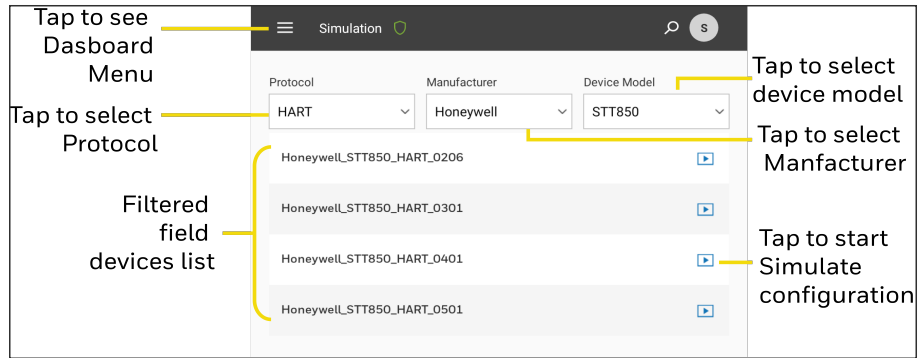 Tap to see
Dasboard
Menu
Simulation
S
Protocol
Manufacturer
Device Model
HART
Honeywell
STT850
Tap to select
device model
Tap to select
Protocol
Tap to select
Manfacturer
Honeywell_STT850_HART_0206
Honeywell_STT850_HART_0301
Honeywell_STT850_HART_0401
Honeywell_STT850_HART_0501
Filtered
field
devices list
Tap to start
Simulate
configuration